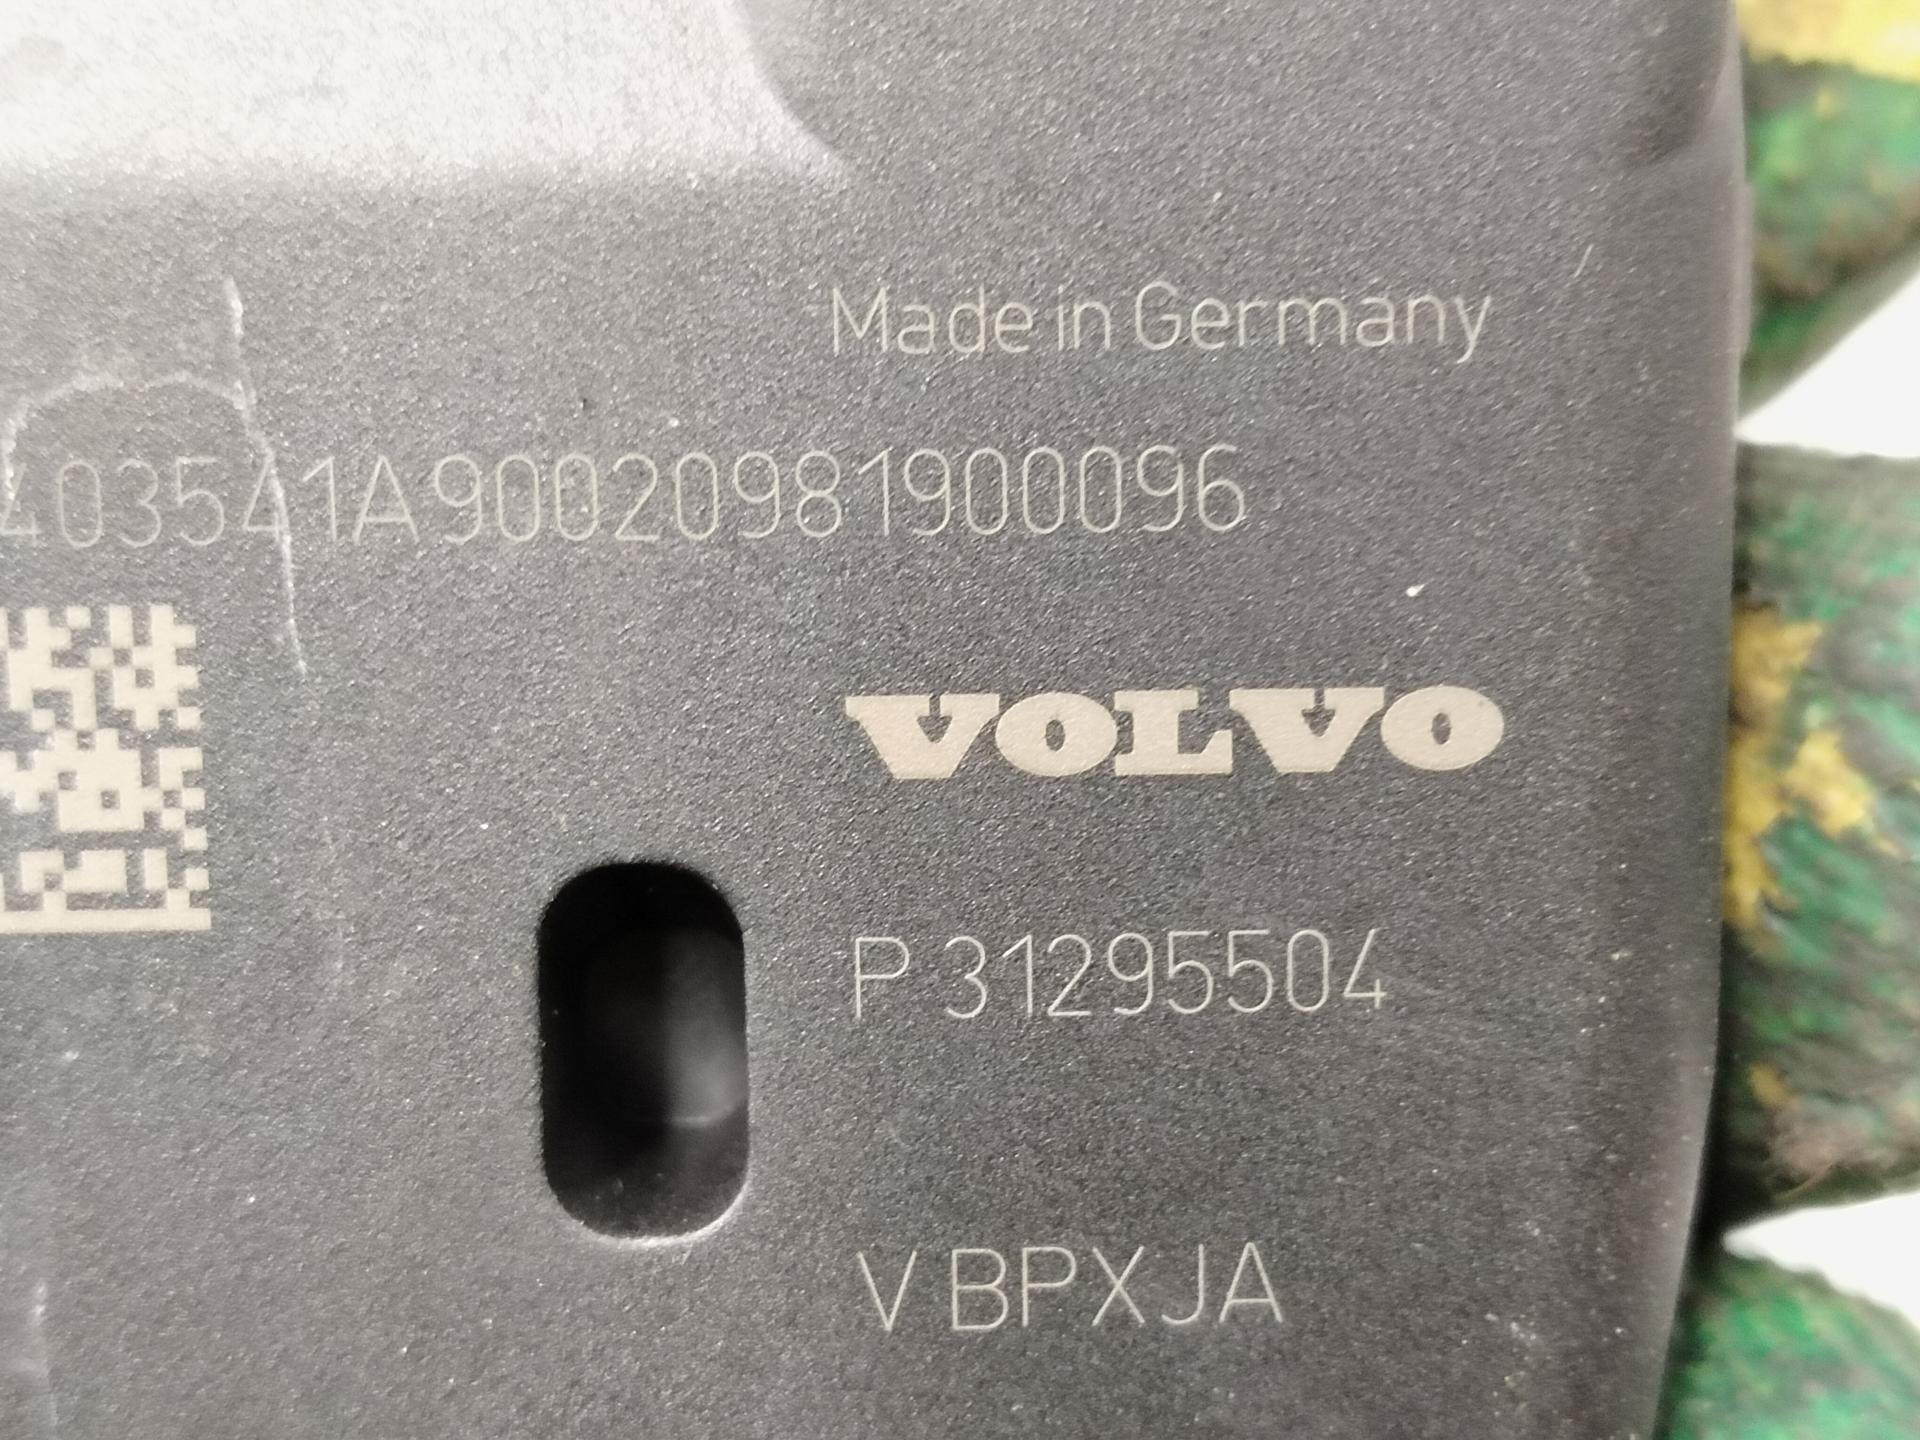 Made in Germany
403541A90020981900096
VOLVO
P 31295504
V BPXJA